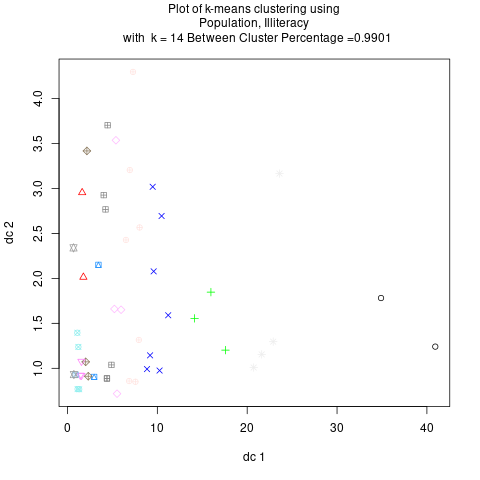 Plot of k-means clustering using
Population, Illiteracy
with k = 14 Between Cluster Percentage =0.9901
4.0
3.5
3.0
2.5
2.0
1.5
1.0
dc 2
0 10 20 30 40
dc 1